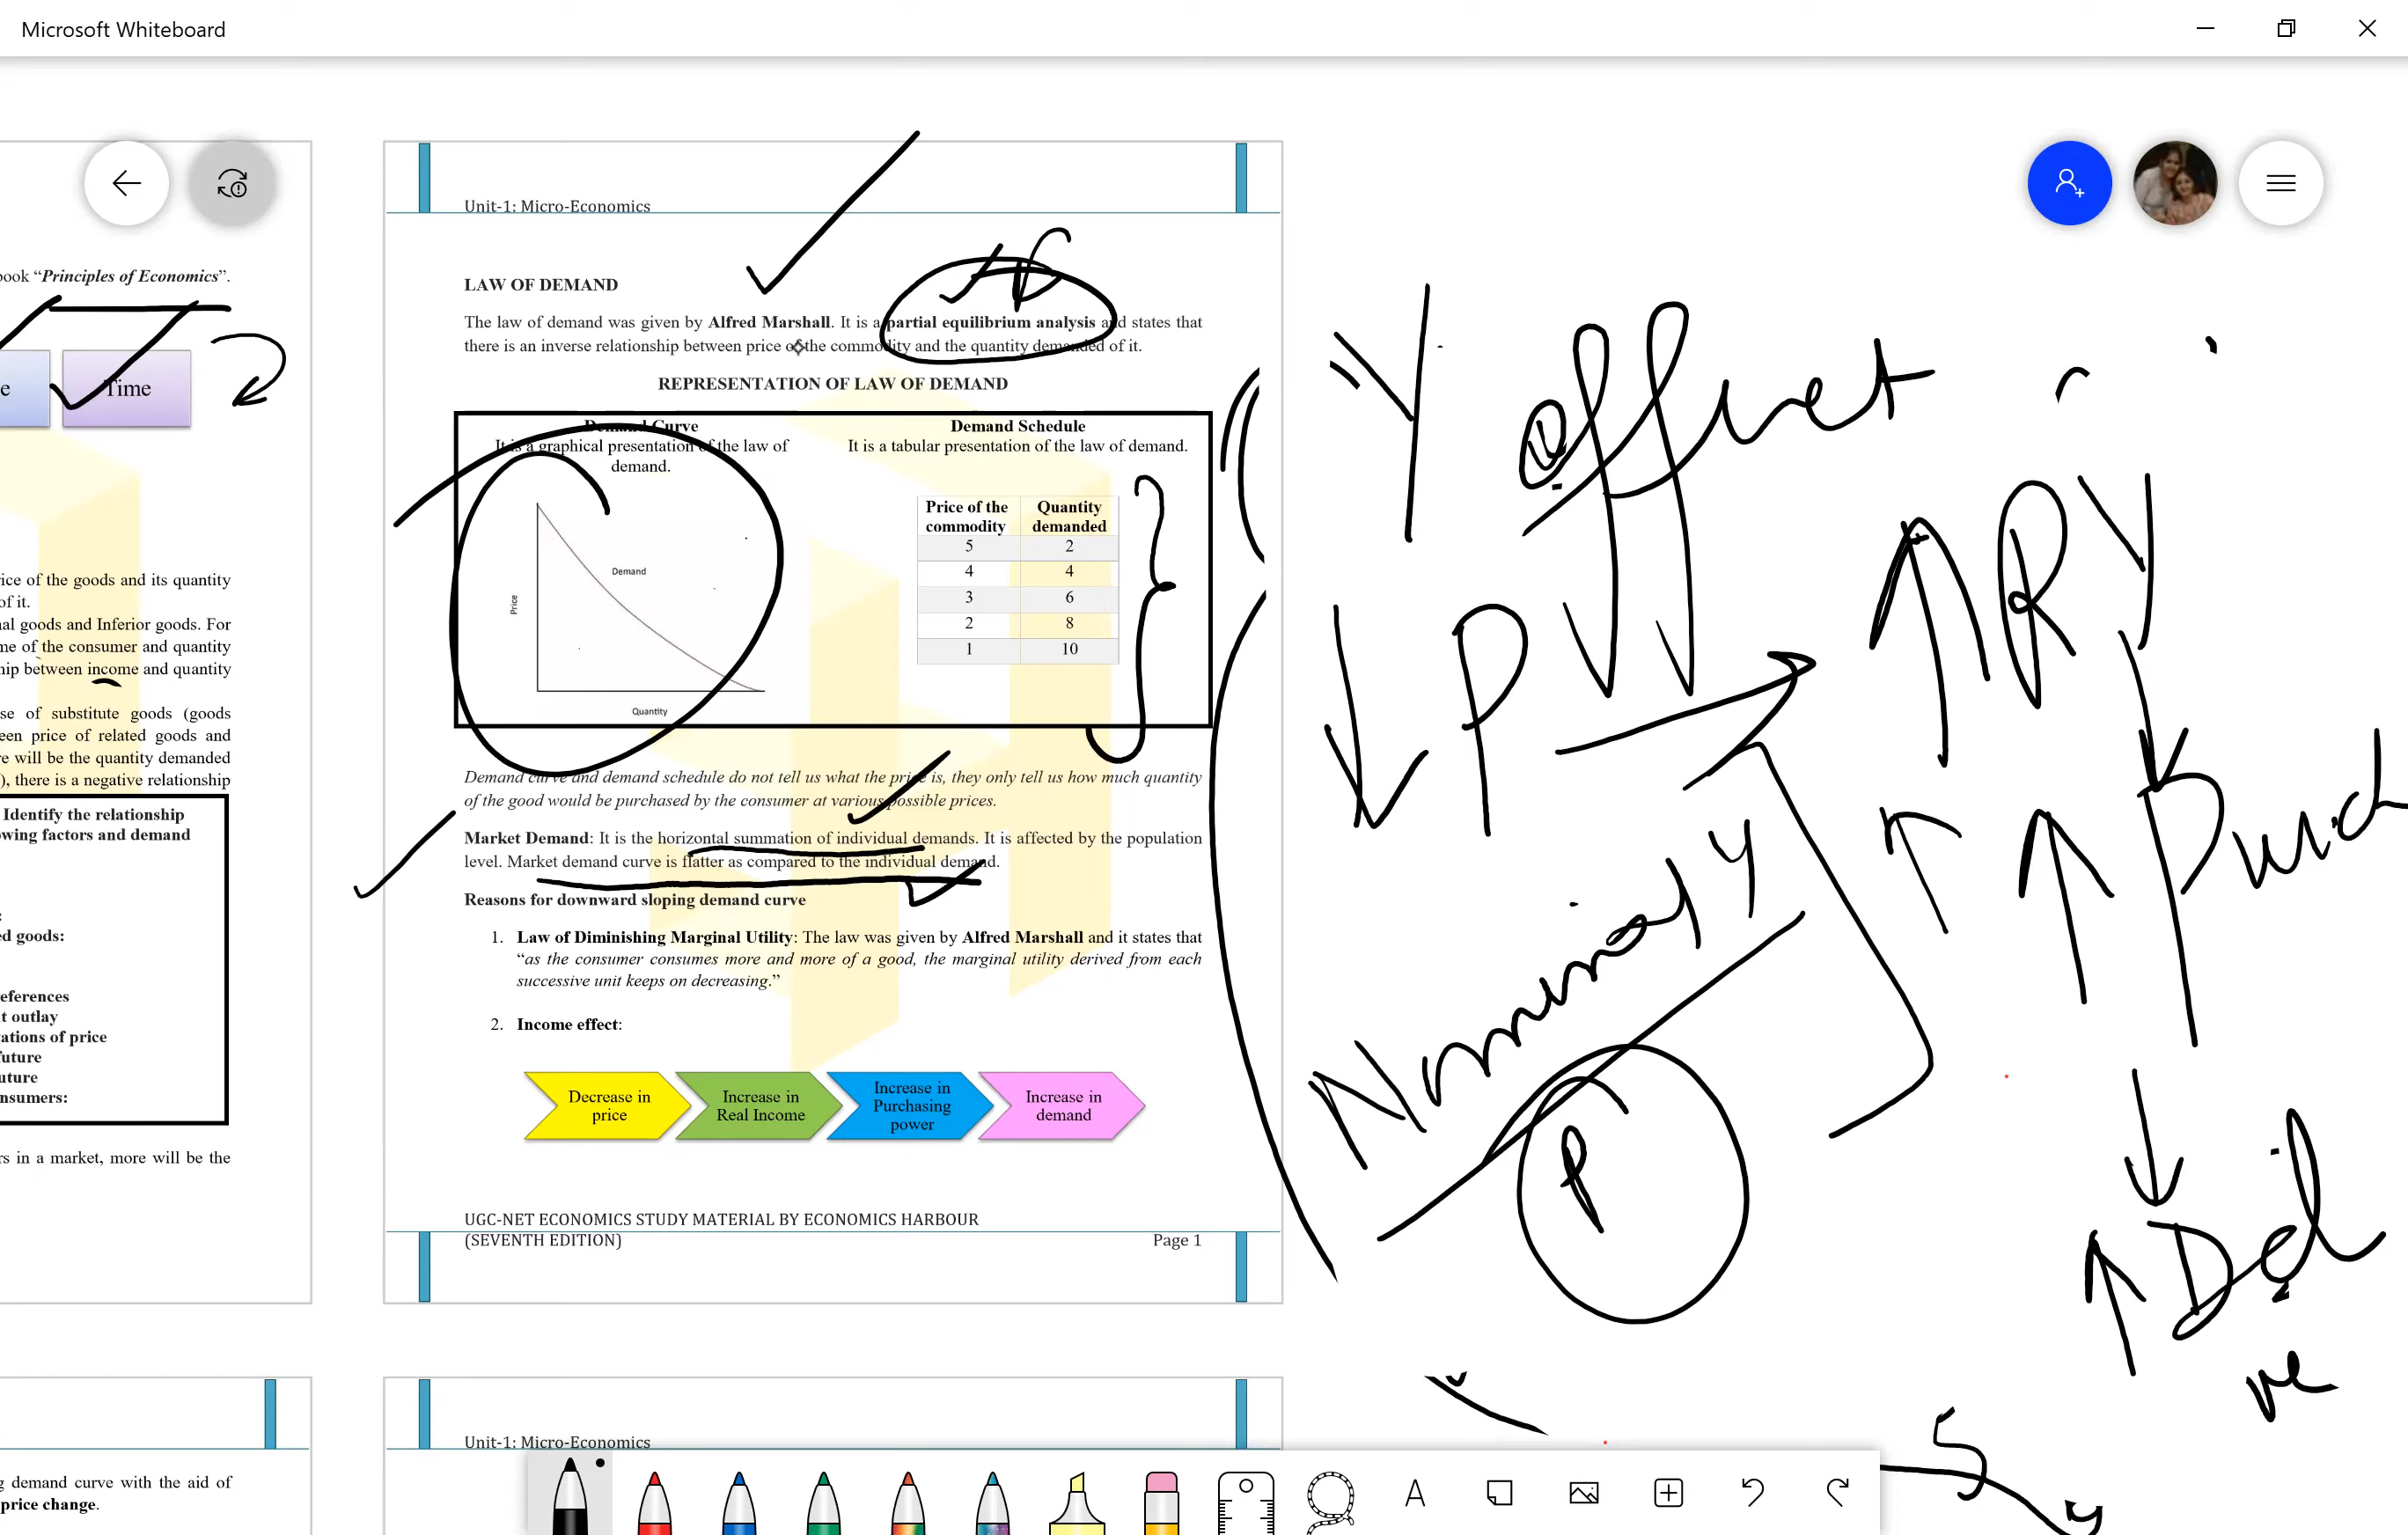 Microsoft Whiteboard
book “Principles of Economics”.
e
Time
ice of the goods and its quantity
of it.
al goods and Inferior goods. For
me of the consumer and quantity
hip between income and quantity
se of substitute goods (goods
een price of related goods and
e will be the quantity demanded
), there is a negative relationship
Identify the relationship
owing factors and demand
:
ed goods:
eferences
t outlay
ations of price
future
uture
nsumers:
rs in a market, more will be the
g demand curve with the aid of
price change.
Unit-1: Micro-Economics
LAW OF DEMAND
The law of demand was given by Alfred Marshall. It is a partial equilibrium analysis and states that
there is an inverse relationship between price of the commodity and the quantity demanded of it.
REPRESENTATION OF LAW OF DEMAND
Demand Curve
It is a graphical presentation of the law of
demand.
Demand
Price
Quantity
Demand Schedule
It is a tabular presentation of the law of demand.
Price of the commodity Quantity demanded
5 2
4 4
3 6
2 8
1 10
Demand curve and demand schedule do not tell us what the price is, they only tell us how much quantity
of the good would be purchased by the consumer at various possible prices.
Market Demand: It is the horizontal summation of individual demands. It is affected by the population
level. Market demand curve is flatter as compared to the individual demand.
Reasons for downward sloping demand curve
1. Law of Diminishing Marginal Utility: The law was given by Alfred Marshall and it states that
“as the consumer consumes more and more of a good, the marginal utility derived from each
successive unit keeps on decreasing.”
2. Income effect:
Decrease in price
Increase in Real Income
Increase in Purchasing power
Increase in demand
UGC-NET ECONOMICS STUDY MATERIAL BY ECONOMICS HARBOUR
(SEVENTH EDITION) Page 1
Unit-1: Micro-Economics
Y effect
↓P → ↑RY
Nominal Y
P
↑Dd